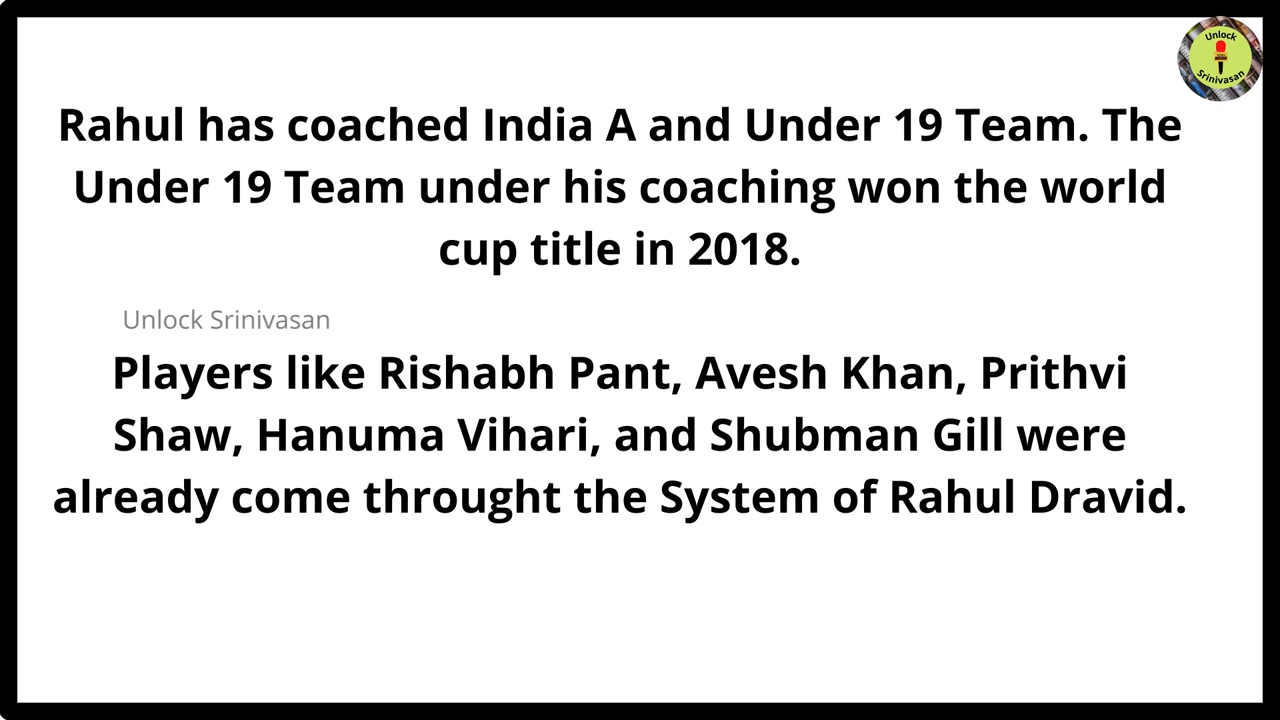 Unlock
Srinivasan
Rahul has coached India A and Under 19 Team. The
Under 19 Team under his coaching won the world
cup title in 2018.
Unlock Srinivasan
Players like Rishabh Pant, Avesh Khan, Prithvi
Shaw, Hanuma Vihari, and Shubman Gill were
already come throught the System of Rahul Dravid.